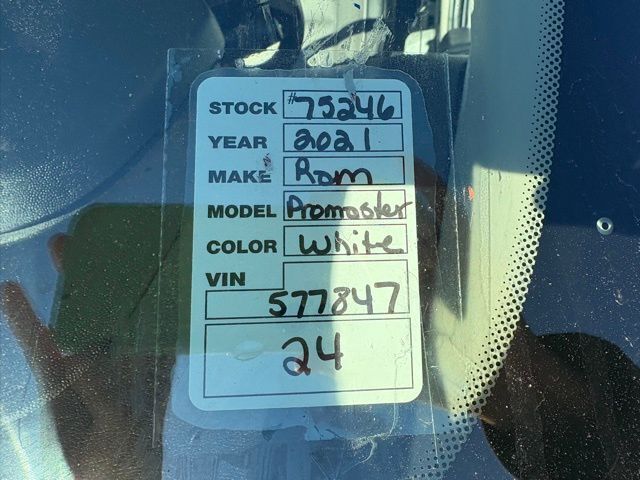 STOCK #75246
YEAR 2021
MAKE Ram
MODEL Promaster
COLOR White
VIN
577847
24